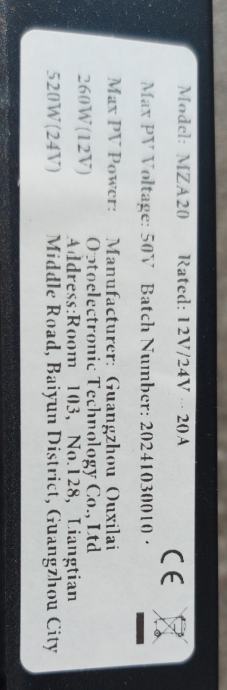 Model: MZA20 Rated: 12V/24V 20A
Max PV Voltage: 50V Batch Number: 20241030010
Max PV Power: Manufacturer: Guangzhou Ouxilai
260W(12V) Optoelectronic Technology Co., Ltd
520W(24V) Address:Room 103, No.128, Liangtian
Middle Road, Baiyun District, Guangzhou City
CE